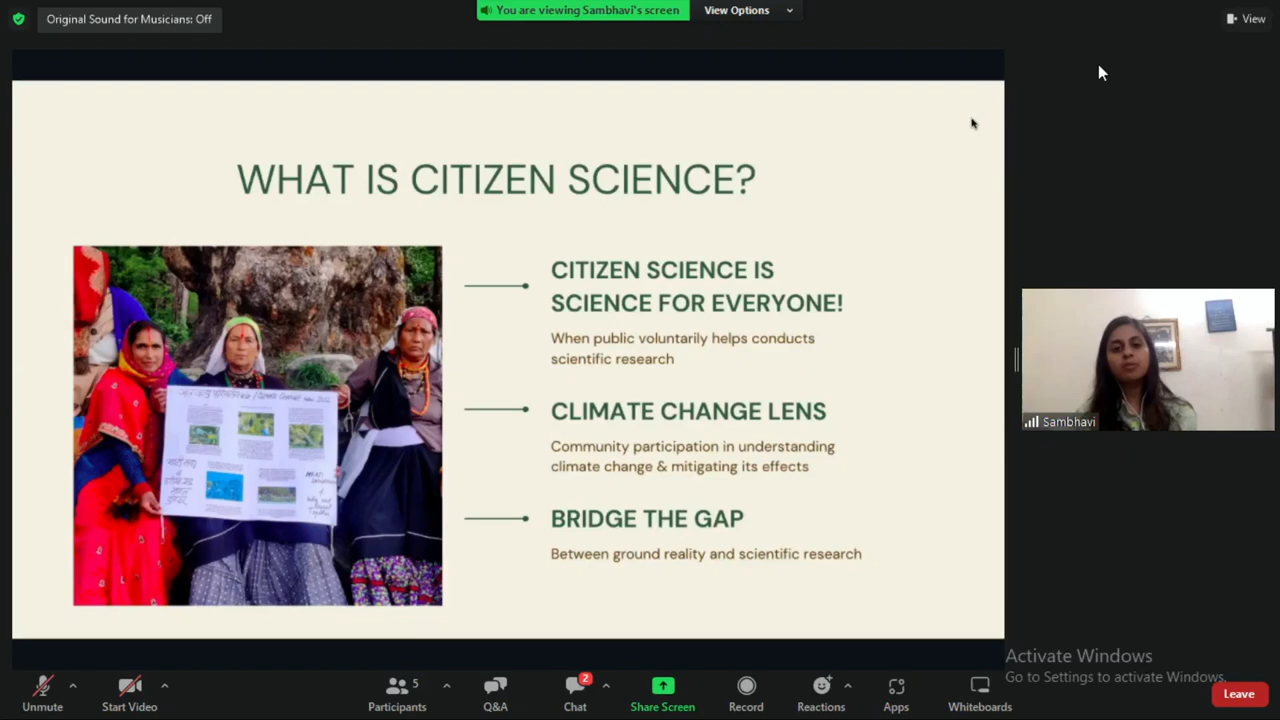 Original Sound for Musicians: Off
You are viewing Sambhavi's screen
View Options
View
WHAT IS CITIZEN SCIENCE?
CITIZEN SCIENCE IS
SCIENCE FOR EVERYONE!
When public voluntarily helps conducts
scientific research
CLIMATE CHANGE LENS
Community participation in understanding
climate change & mitigating its effects
BRIDGE THE GAP
Between ground reality and scientific research
Sambhavi
Activate Windows
Go to Settings to activate Windows.
Unmute
Start Video
5
Participants
Q&A
2
Chat
Share Screen
Record
Reactions
Apps
Whiteboards
Leave